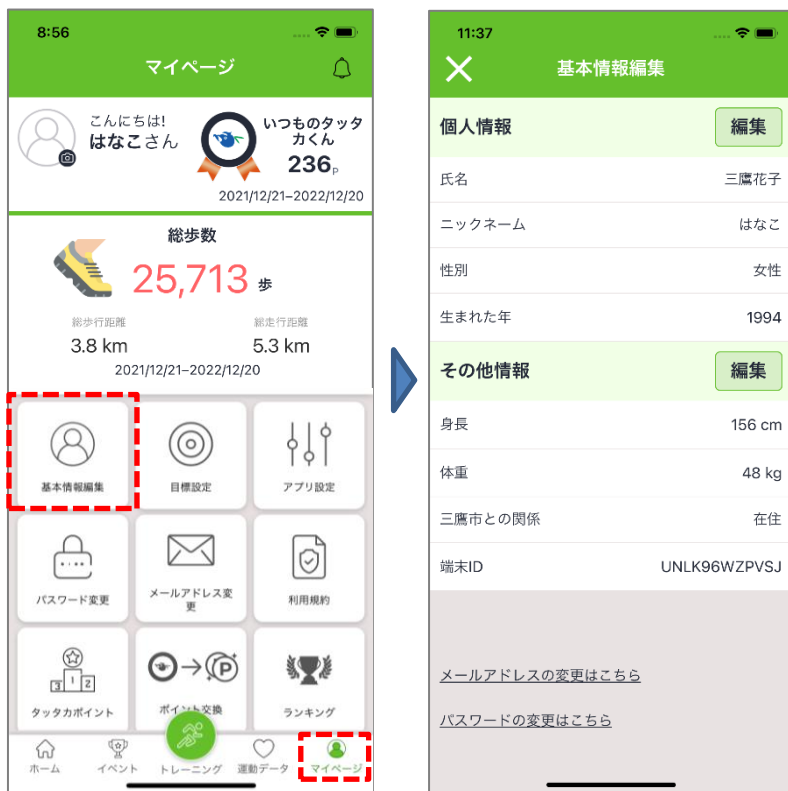 8:56
マイページ
こんにちは!
はなこさん
いつものタッタ
カくん
236P
2021/12/21–2022/12/20
総歩数
25,713 歩
総歩行距離
総走行距離
3.8 km
5.3 km
2021/12/21–2022/12/20
基本情報編集
目標設定
アプリ設定
パスワード変更
メールアドレス変
更
利用規約
3 1 2
P
タッタカポイント
ポイント交換
ランキング
ホーム
イベント
トレーニング
運動データ
マイページ
11:37
基本情報編集
個人情報
編集
氏名
三鷹花子
ニックネーム
はなこ
性別
女性
生まれた年
1994
その他情報
編集
身長
156 cm
体重
48 kg
三鷹市との関係
在住
端末ID
UNLK96WZPVSJ
メールアドレスの変更はこちら
パスワードの変更はこちら